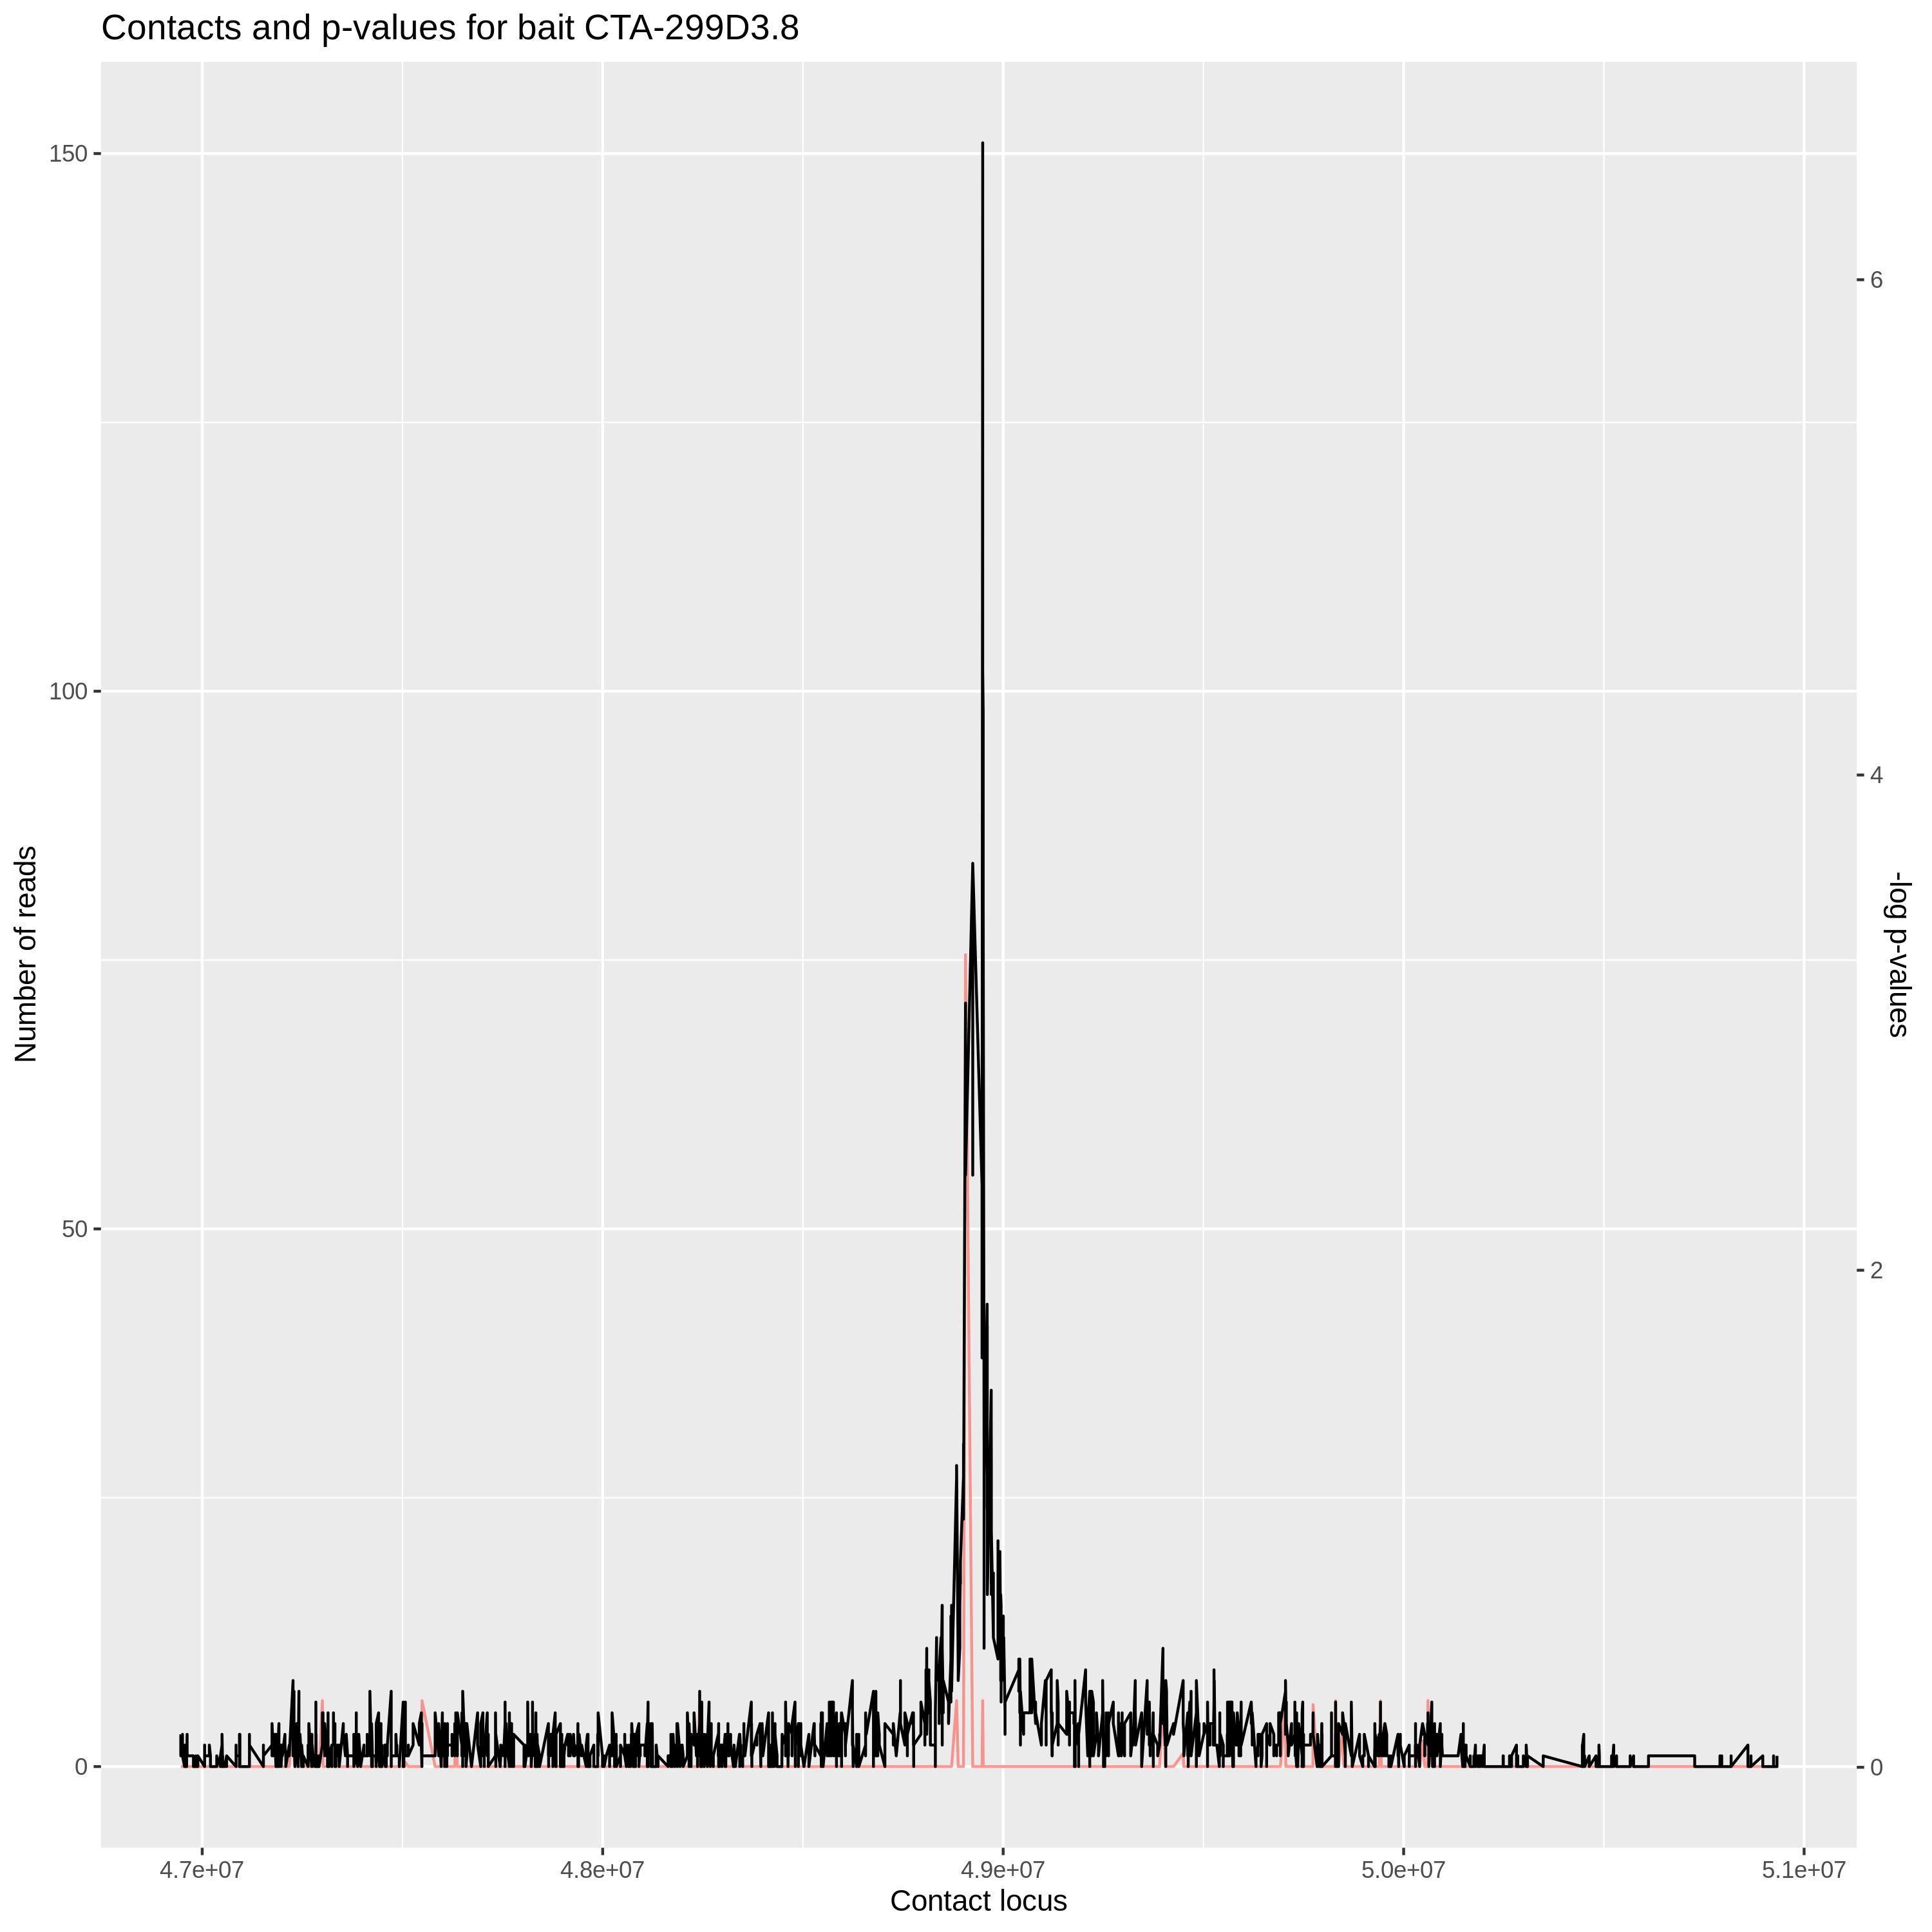 Contacts and p-values for bait CTA-299D3.8
150
100
50
0
Number of reads
6
4
2
0
-log p-values
4.7e+07
4.8e+07
4.9e+07
5.0e+07
5.1e+07
Contact locus